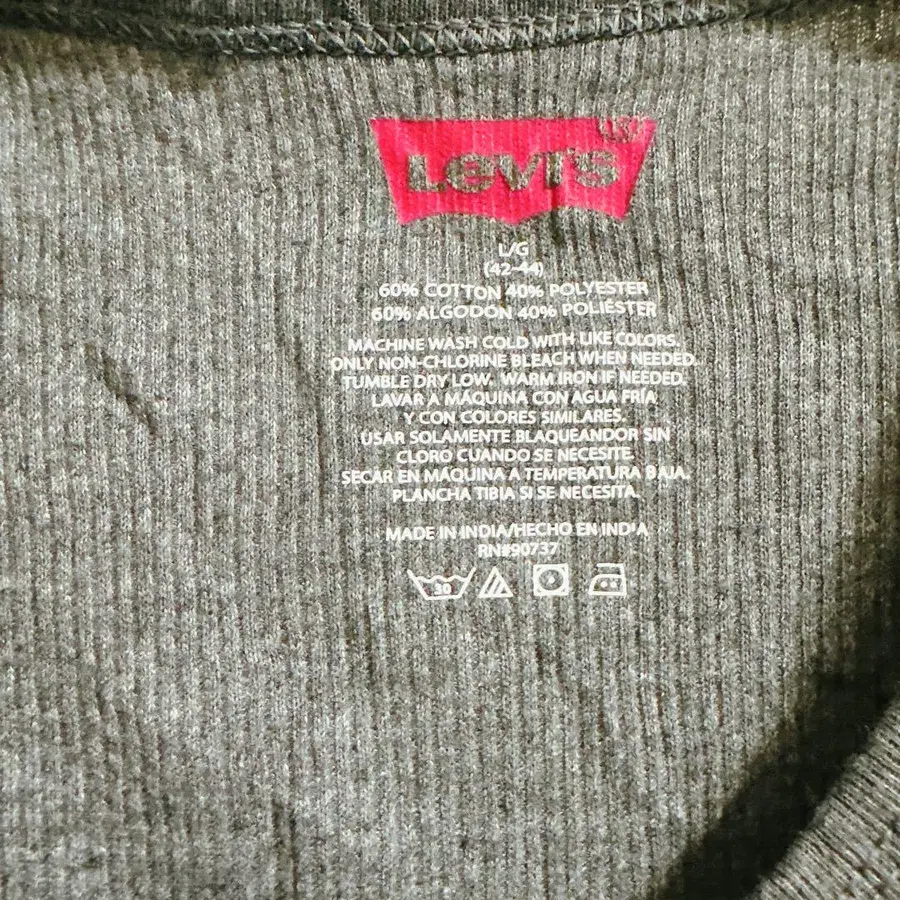 Levi's ®
L/G
(42-44)
60% COTTON 40% POLYESTER
60% ALGODON 40% POLIÉSTER
MACHINE WASH COLD WITH LIKE COLORS.
ONLY NON-CHLORINE BLEACH WHEN NEEDED.
TUMBLE DRY LOW. WARM IRON IF NEEDED.
LAVAR A MÁQUINA CON AGUA FRÍA
Y CON COLORES SIMILARES.
USAR SOLAMENTE BLAQUEANDOR SIN
CLORO CUANDO SE NECESITE.
SECAR EN MÁQUINA A TEMPERATURA BAJA.
PLANCHA TIBIA SI SE NECESITA.
MADE IN INDIA/HECHO EN INDIA
RN#90737
30